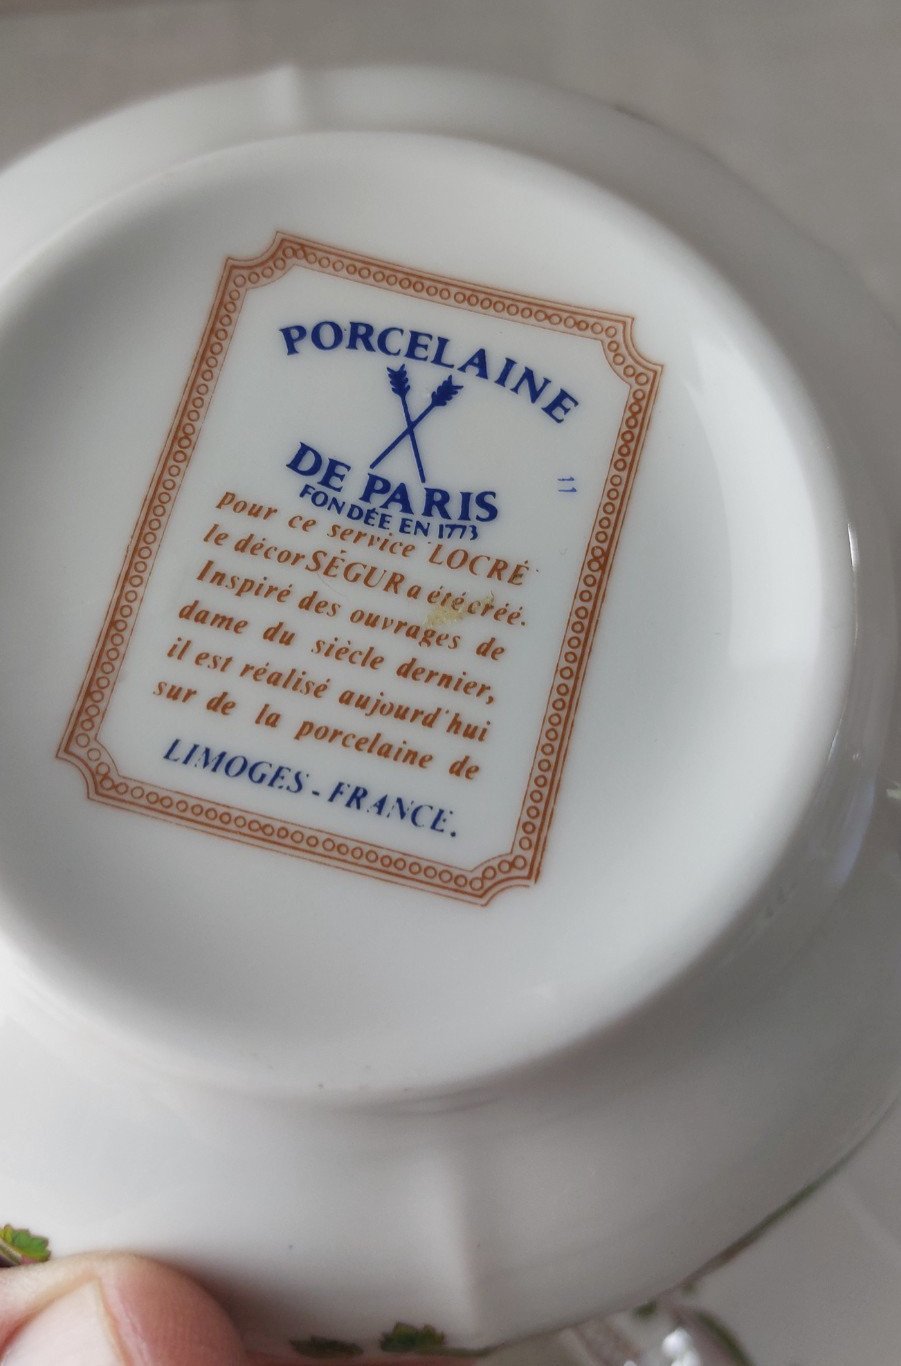 PORCELAINE
DE PARIS
FONDÉE EN 1773
11
Pour ce service 'LOCRÉ'
le décor SÉGUR a été créé.
Inspiré des ouvrages de
dame du siècle dernier,
il est réalisé aujourd'hui
sur de la porcelaine de
LIMOGES - FRANCE.